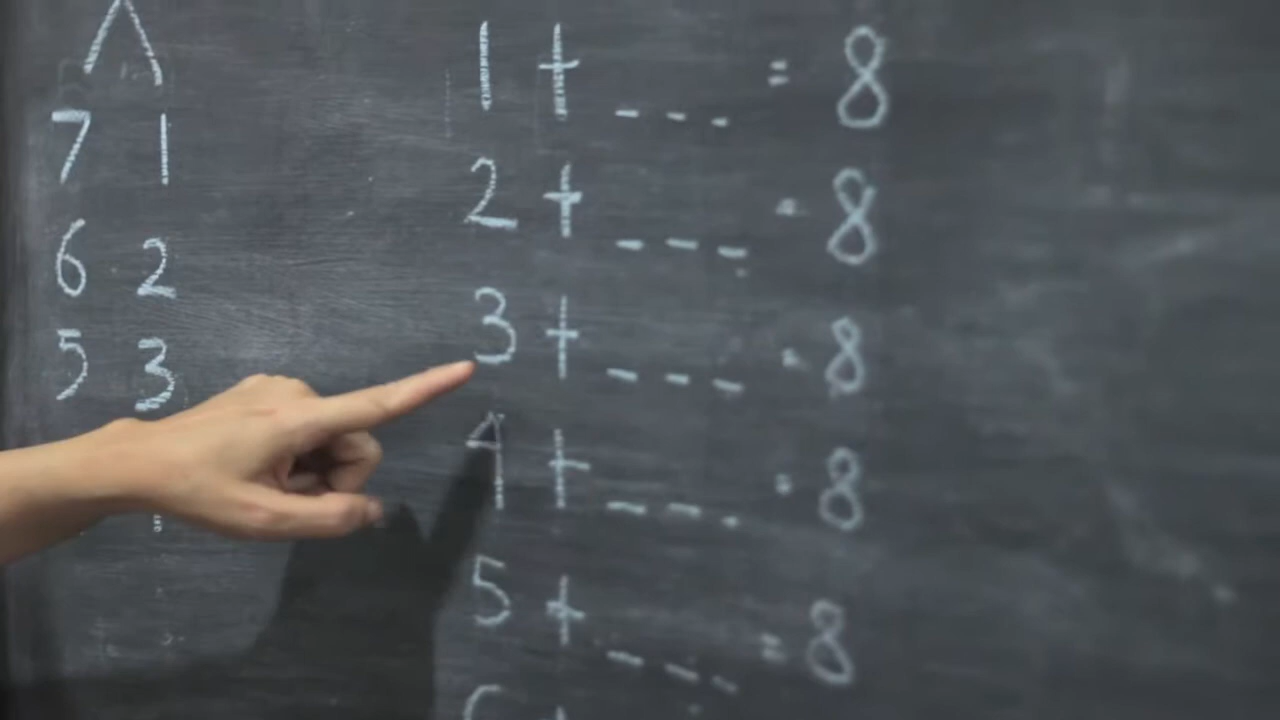 7 1
6 2
5 3
1 + _ _ _ = 8
2 + _ _ _ = 8
3 + _ _ _ = 8
4 + _ _ _ = 8
5 + _ _ _ = 8